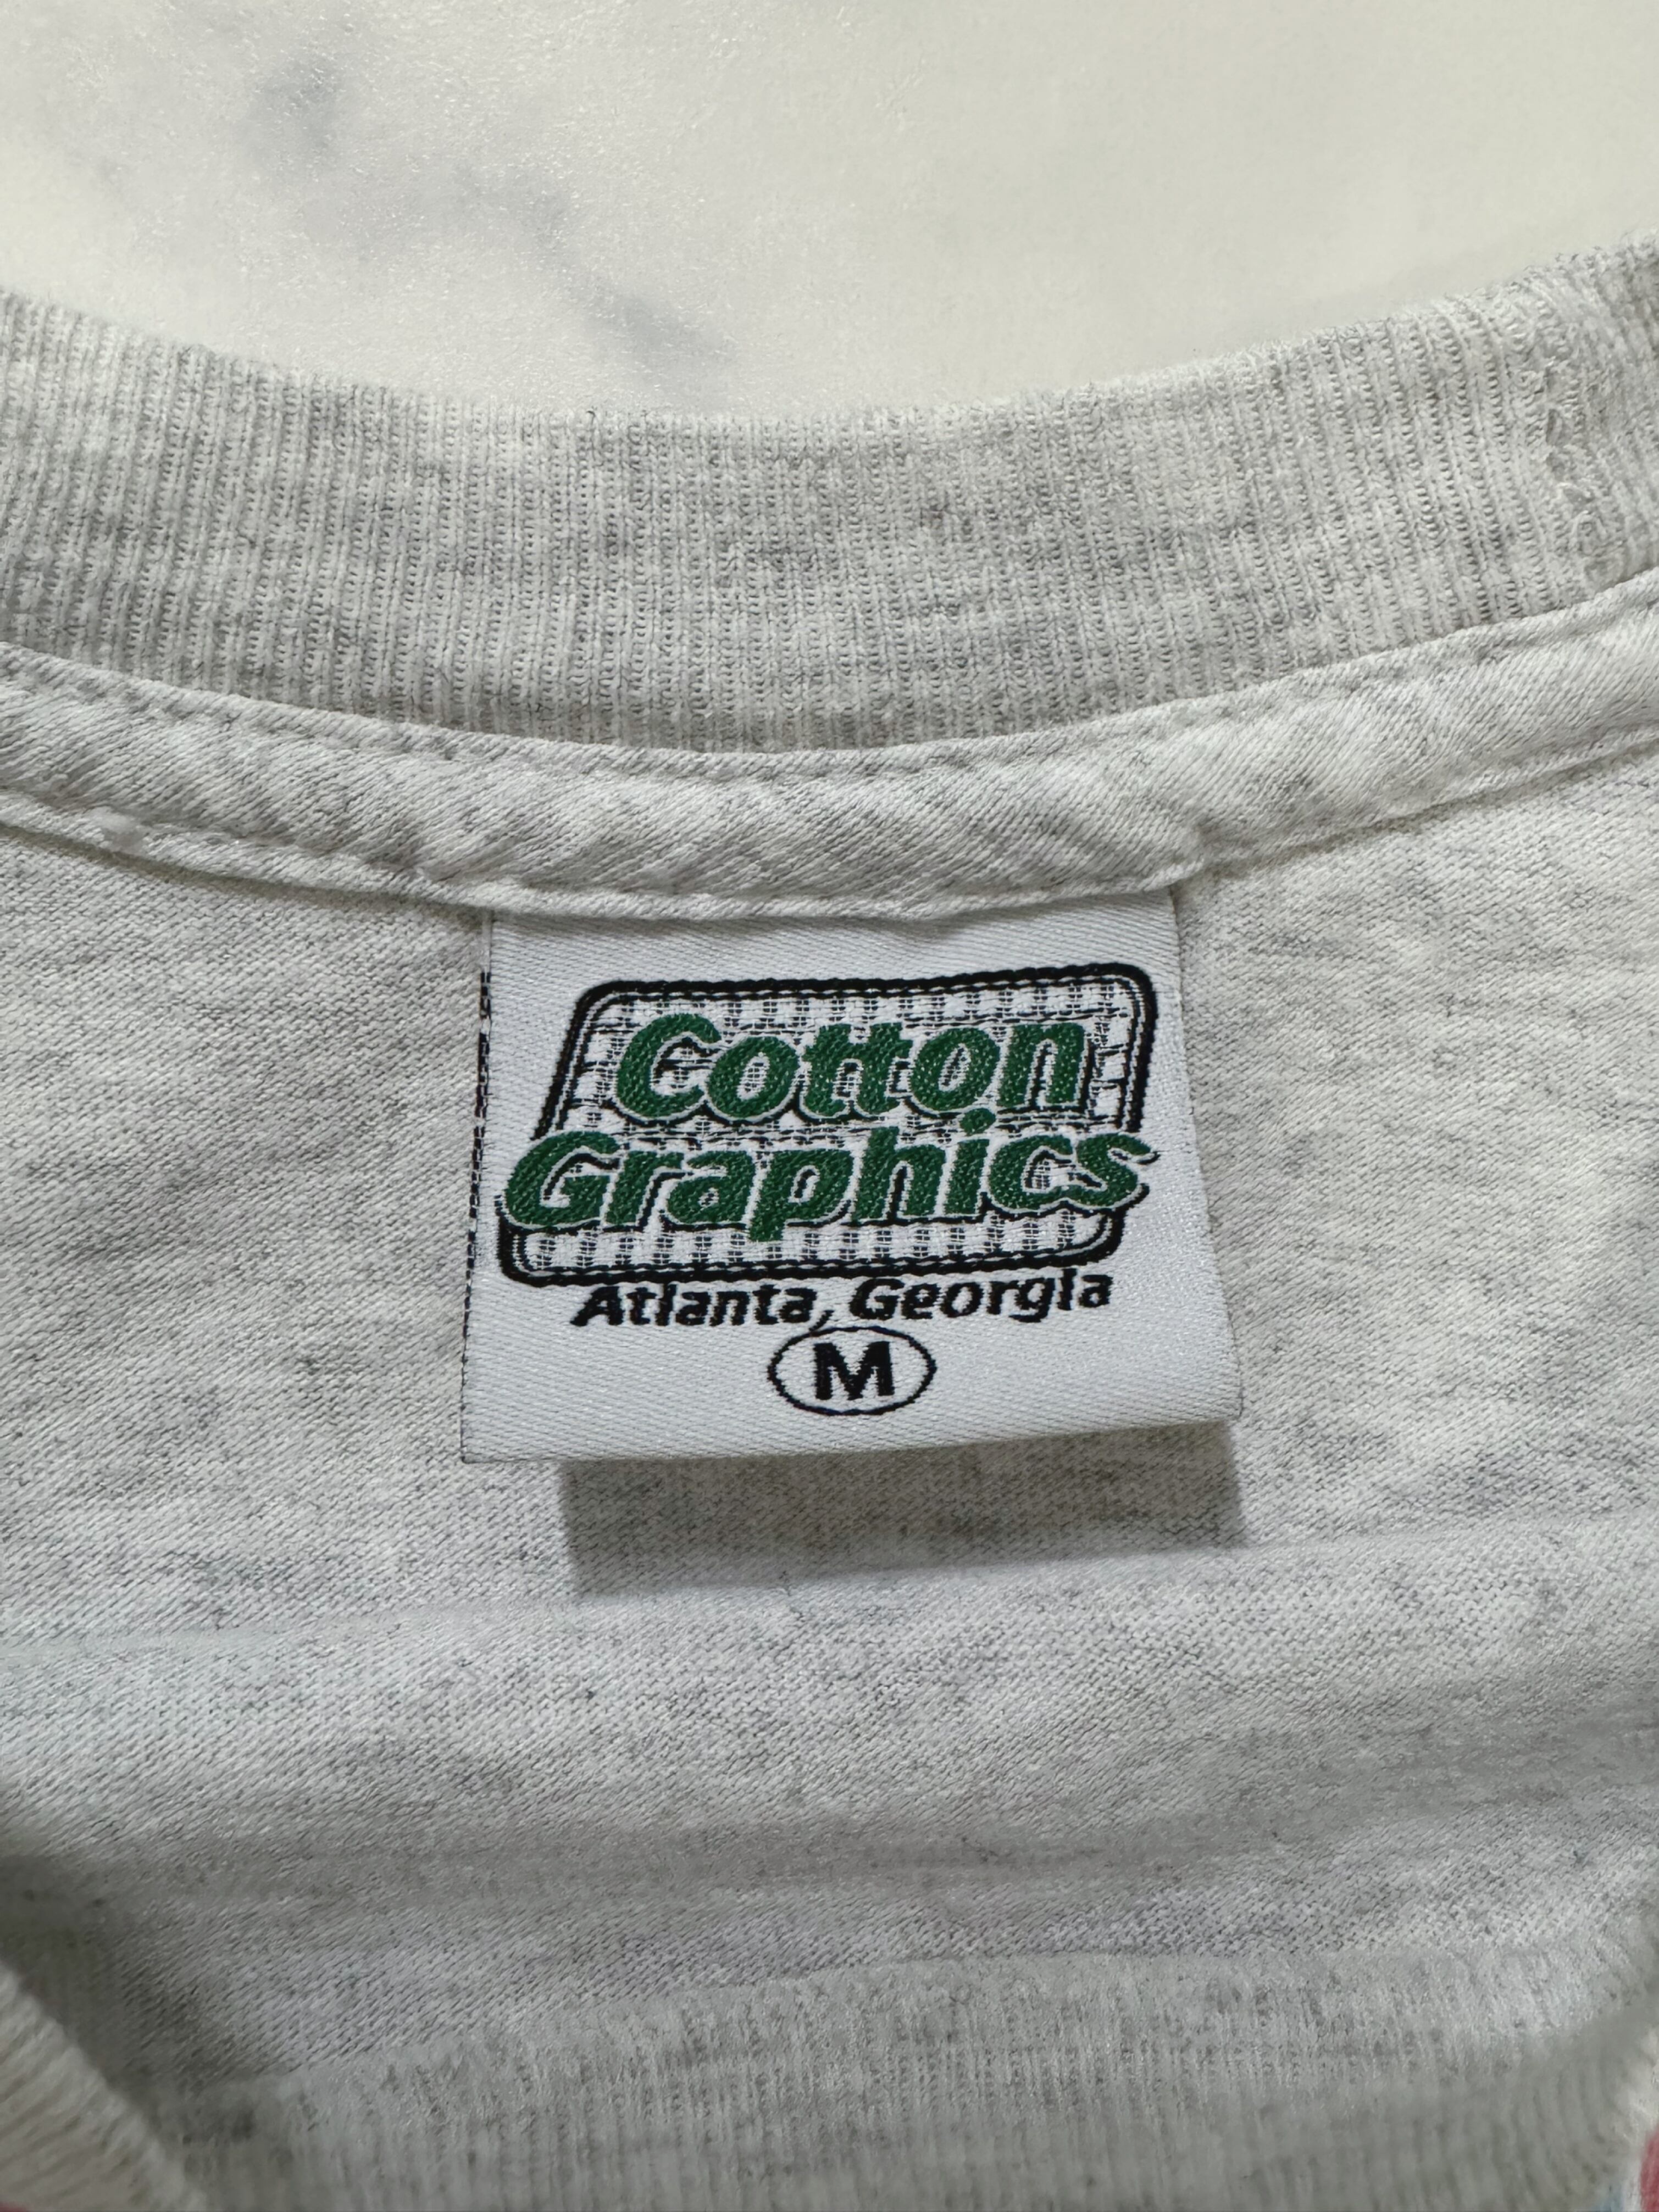 Cotton
Graphics
Atlanta, Georgia
M